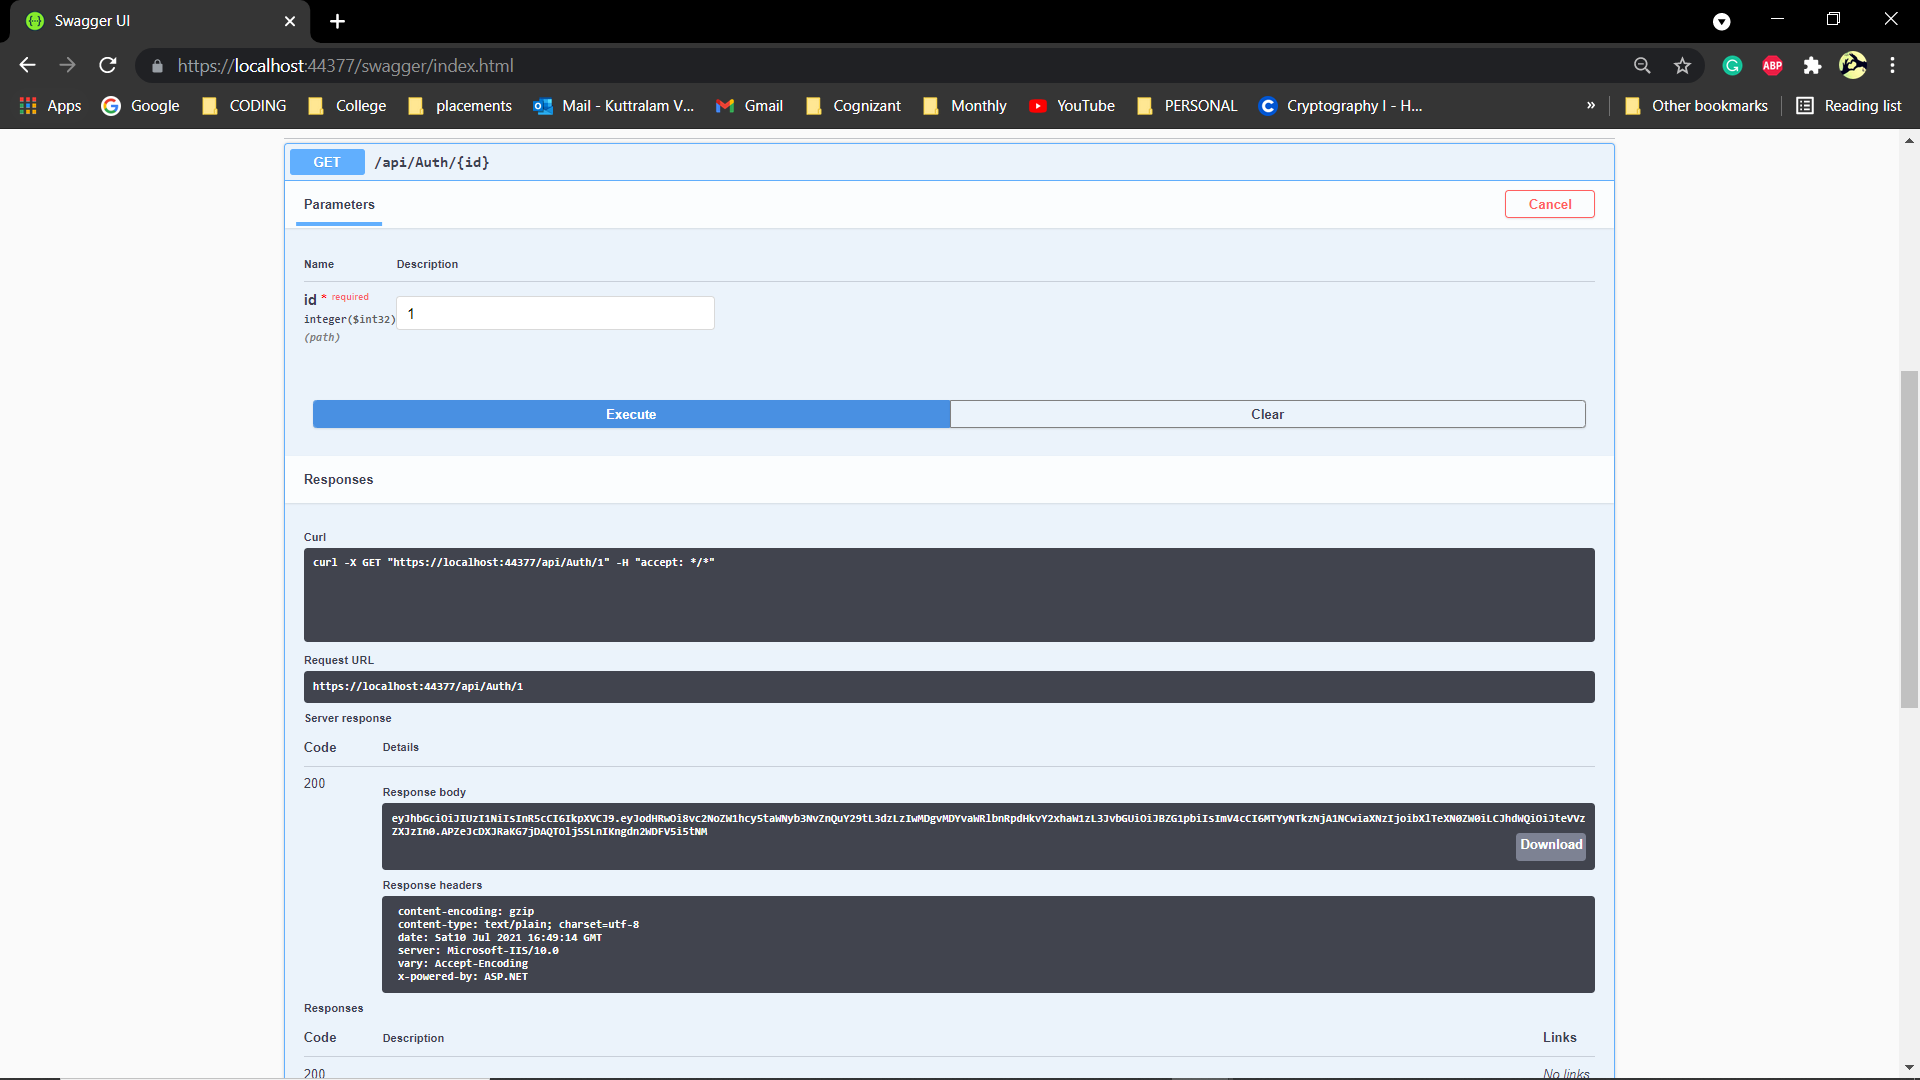 Swagger UI
https://localhost:44377/swagger/index.html
ABP
Apps Google CODING College placements Mail - Kuttralam V... Gmail Cognizant Monthly YouTube PERSONAL Cryptography I - H... » Other bookmarks Reading list
GET /api/Auth/{id}
Parameters Cancel
Name Description
id * required
integer($int32) 1
(path)
Execute Clear
Responses
Curl
curl -X GET "https://localhost:44377/api/Auth/1" -H "accept: */*"
Request URL
https://localhost:44377/api/Auth/1
Server response
Code Details
200
Response body
eyJhbGciOiJIUzI1NiIsInR5cCI6IkpXVCJ9.eyJodHRwOi8vc2NoZW1hcy5taWNyb3NvZnQuY29tL3dzLzIwMDgvMDYvaWRlbnRpdHkvY2xhaW1zL3JvbGUiOiJBZG1pbiIsImV4cCI6MTYyNTkzNjA1NCwiaXNzIjoibXlTeXN0ZW0iLCJhdWQiOiJteVVz
ZXJzIn0.APZeJcDXJRaKG7jDAQTOlj5SLnIKngdn2WDFV5i5tNM
Download
Response headers
content-encoding: gzip
content-type: text/plain; charset=utf-8
date: Sat10 Jul 2021 16:49:14 GMT
server: Microsoft-IIS/10.0
vary: Accept-Encoding
x-powered-by: ASP.NET
Responses
Code Description Links
200 No links